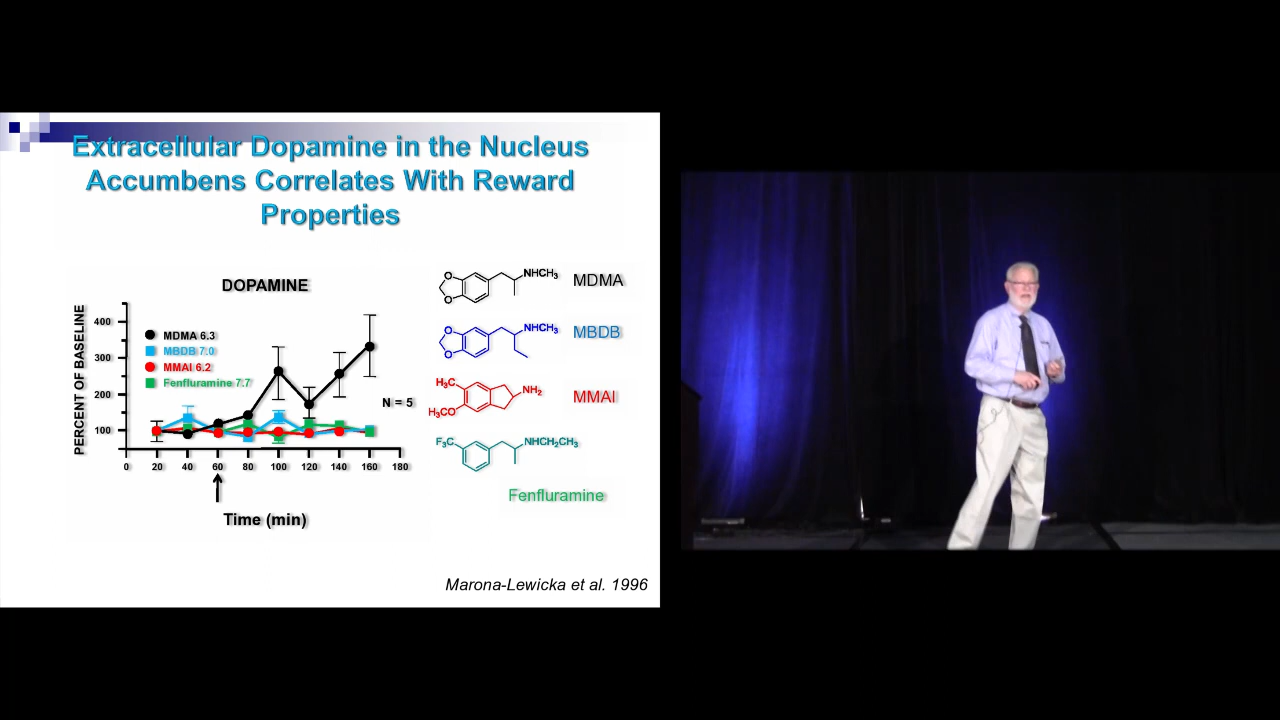 Extracellular Dopamine in the Nucleus
Accumbens Correlates With Reward
Properties
DOPAMINE
PERCENT OF BASELINE
400
300
200
100
MDMA 6.3
MBDB 7.0
MMAI 6.2
Fenfluramine 7.7
N = 5
0 20 40 60 80 100 120 140 160 180
Time (min)
O
O
NHCH3
MDMA
O
O
NHCH3
MBDB
H3C
H3CO
NH2
MMAI
F3C
NHCH2CH3
Fenfluramine
Marona-Lewicka et al. 1996